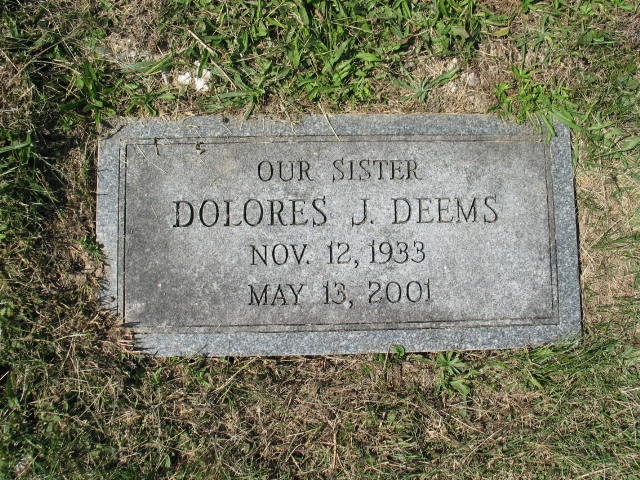 OUR SISTER
DOLORES J. DEEMS
NOV. 12, 1933
MAY 13, 2001